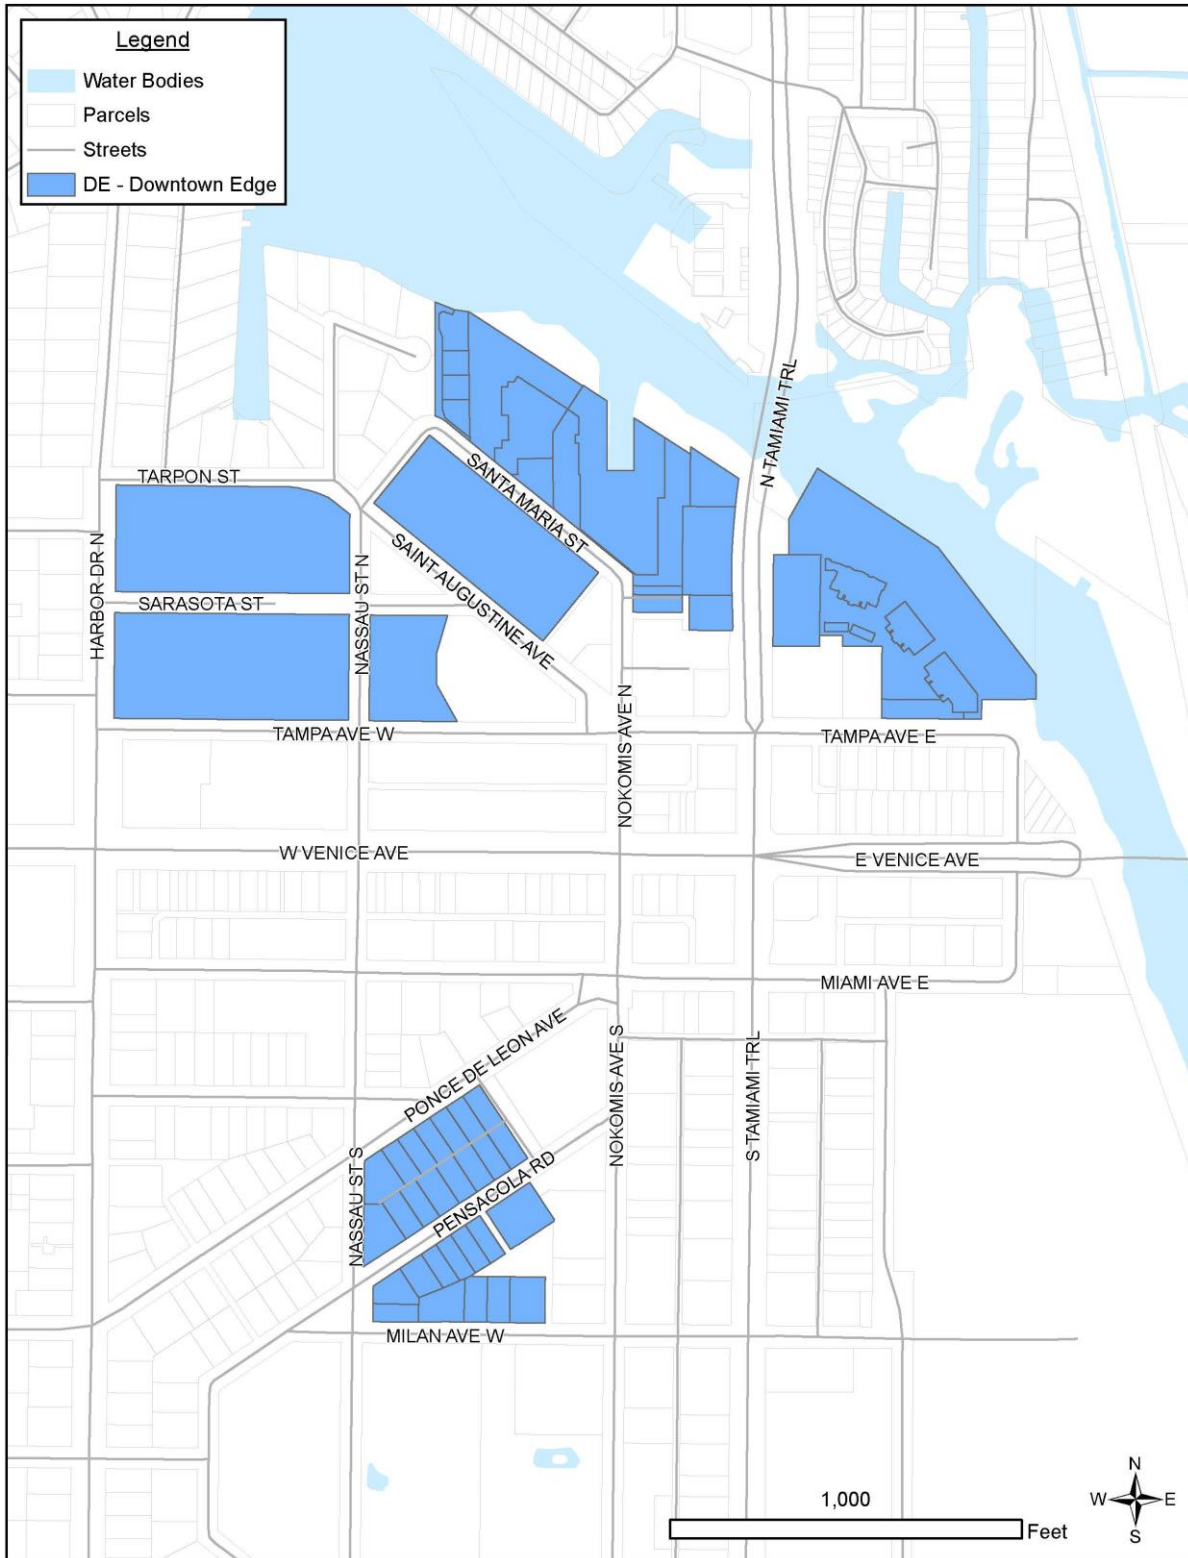 Legend
Water Bodies
Parcels
Streets
DE - Downtown Edge
N TAMIAMI TRL
TARPON ST
SANTA MARIA ST
HARBOR DR N
NASSAU ST N
SAINT AUGUSTINE AVE
SARASOTA ST
NOKOMIS AVE N
TAMPA AVE W
TAMPA AVE E
W VENICE AVE
E VENICE AVE
MIAMI AVE E
PONCE DE LEON AVE
NOKOMIS AVE S
S TAMIAMI TRL
NASSAU ST S
PENSACOLA RD
MILAN AVE W
N
W E
S
1,000
Feet